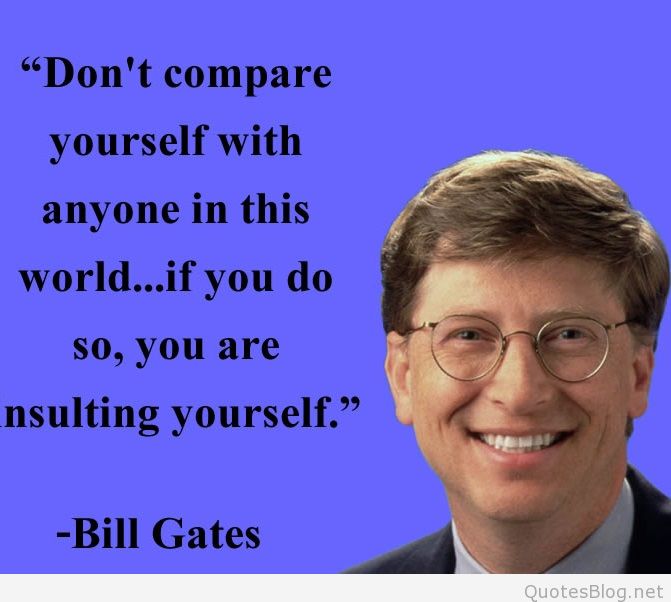 “Don't compare
yourself with
anyone in this
world...if you do
so, you are
insulting yourself.”
-Bill Gates
QuotesBlog.net